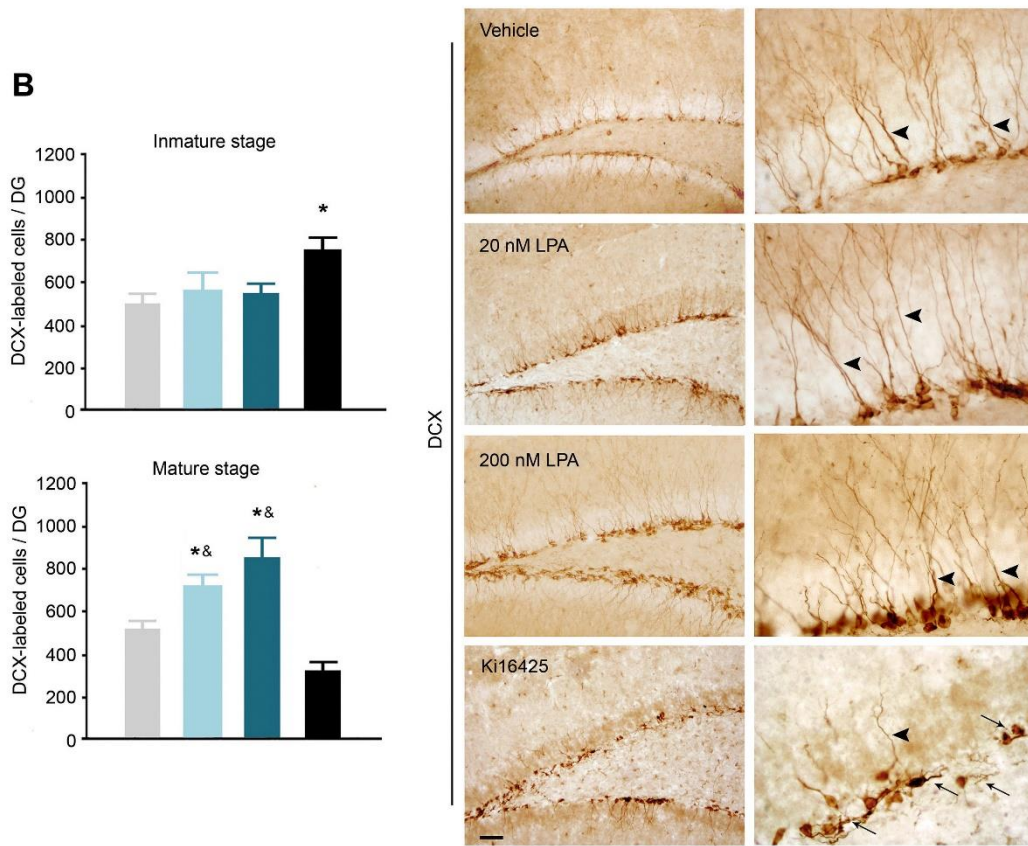 B
Inmature stage
DCX-labeled cells / DG
1200
1000
800
600
400
200
0
*
Mature stage
DCX-labeled cells / DG
1200
1000
800
600
400
200
0
*&
*&
DCX
Vehicle
20 nM LPA
200 nM LPA
Ki16425